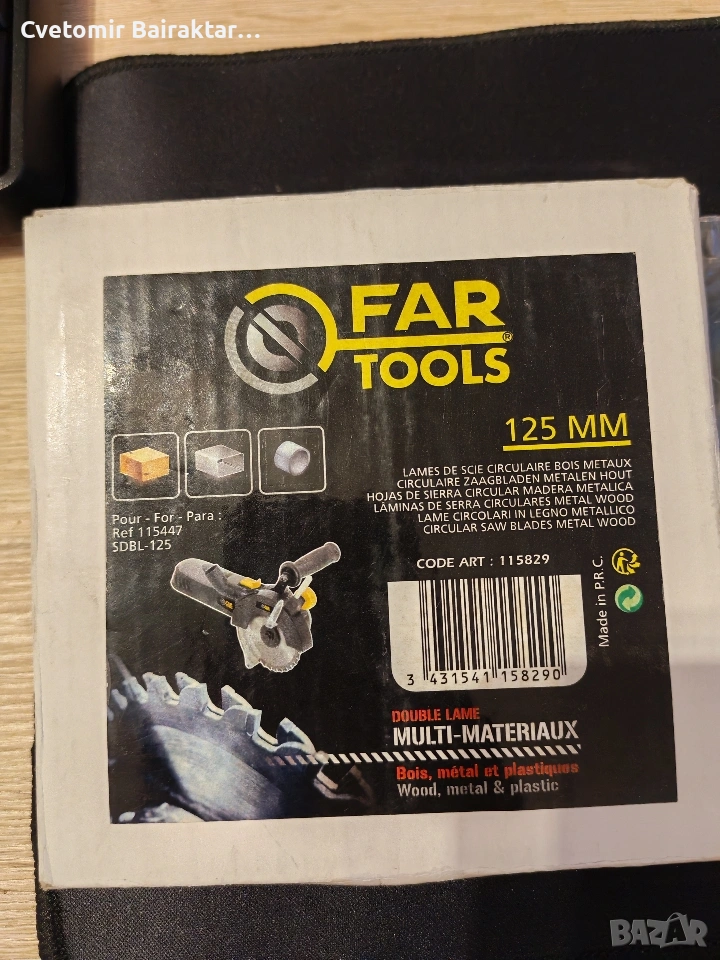 Cvetomir Bairaktar...
FAR
TOOLS®
125 MM
LAMES DE SCIE CIRCULAIRE BOIS METAUX
CIRCULAIRE ZAAGBLADEN METALEN HOUT
HOJAS DE SIERRA CIRCULAR MADERA METALICA
LÁMINAS DE SERRA CIRCULARES METAL WOOD
LAME CIRCOLARI IN LEGNO METALLICO
CIRCULAR SAW BLADES METAL WOOD
Pour - For - Para :
Ref 115447
SDBL-125
CODE ART : 115829
3 431541 158290
Made in P.R.C.
DOUBLE LAME
MULTI-MATERIAUX
Bois, métal et plastiques
Wood, metal & plastic
BAZAR